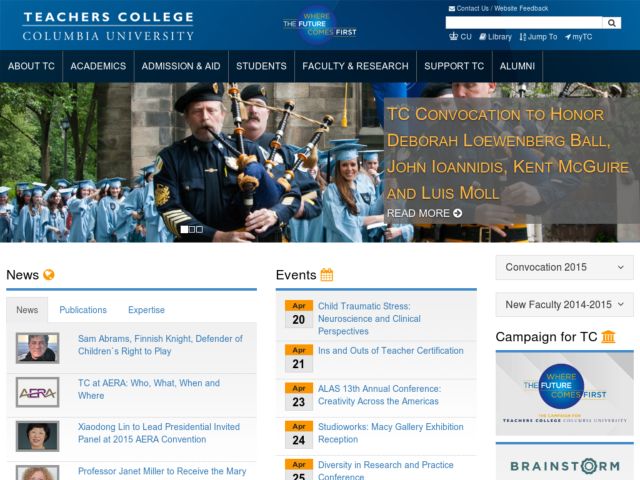 TEACHERS COLLEGE
COLUMBIA UNIVERSITY
WHERE
THE FUTURE
COMES FIRST
Contact Us / Website Feedback
CU Library Jump To myTC
ABOUT TC ACADEMICS ADMISSION & AID STUDENTS FACULTY & RESEARCH SUPPORT TC ALUMNI
TC Convocation to Honor
Deborah Loewenberg Ball,
John Ioannidis, Kent McGuire
and Luis Moll
READ MORE
News
News Publications Expertise
Sam Abrams, Finnish Knight, Defender of
Children`s Right to Play
AERA
TC at AERA: Who, What, When and
Where
Xiaodong Lin to Lead Presidential Invited
Panel at 2015 AERA Convention
Professor Janet Miller to Receive the Mary
Events
Apr
20
Child Traumatic Stress:
Neuroscience and Clinical
Perspectives
Apr
21
Ins and Outs of Teacher Certification
Apr
23
ALAS 13th Annual Conference:
Creativity Across the Americas
Apr
24
Studioworks: Macy Gallery Exhibition
Reception
Apr
25
Diversity in Research and Practice
Conference
Convocation 2015
New Faculty 2014-2015
Campaign for TC
WHERE
THE FUTURE
COMES FIRST
THE CAMPAIGN FOR
TEACHERS COLLEGE COLUMBIA UNIVERSITY
BRAINSTORM